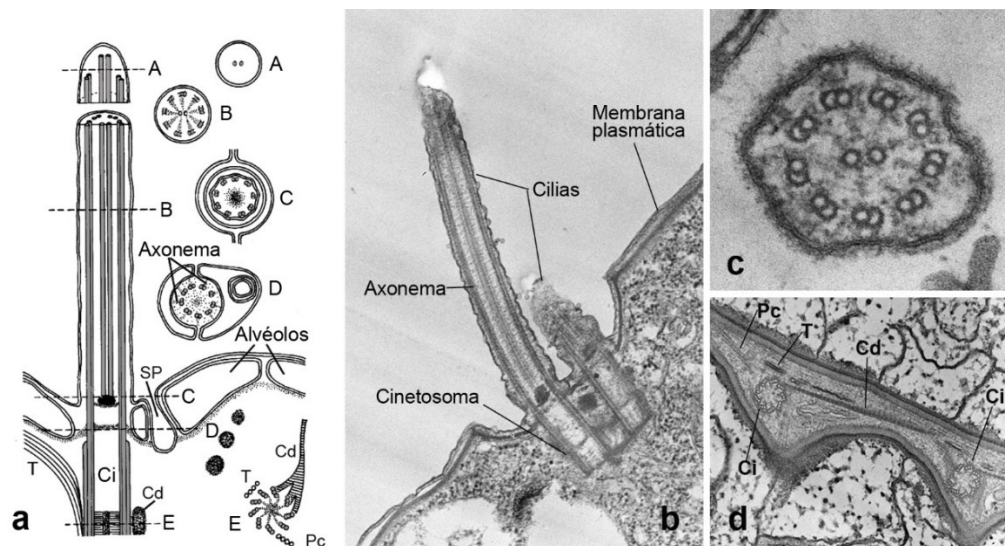 A
A
B
B
C
Axonema
D
Alvéolos
SP
C
D
T
Ci
Cd
Cd
T
E
E
Pc
a
Membrana
plasmática
Cilias
Axonema
Cinetosoma
b
c
Pc
T
Cd
Ci
Ci
d